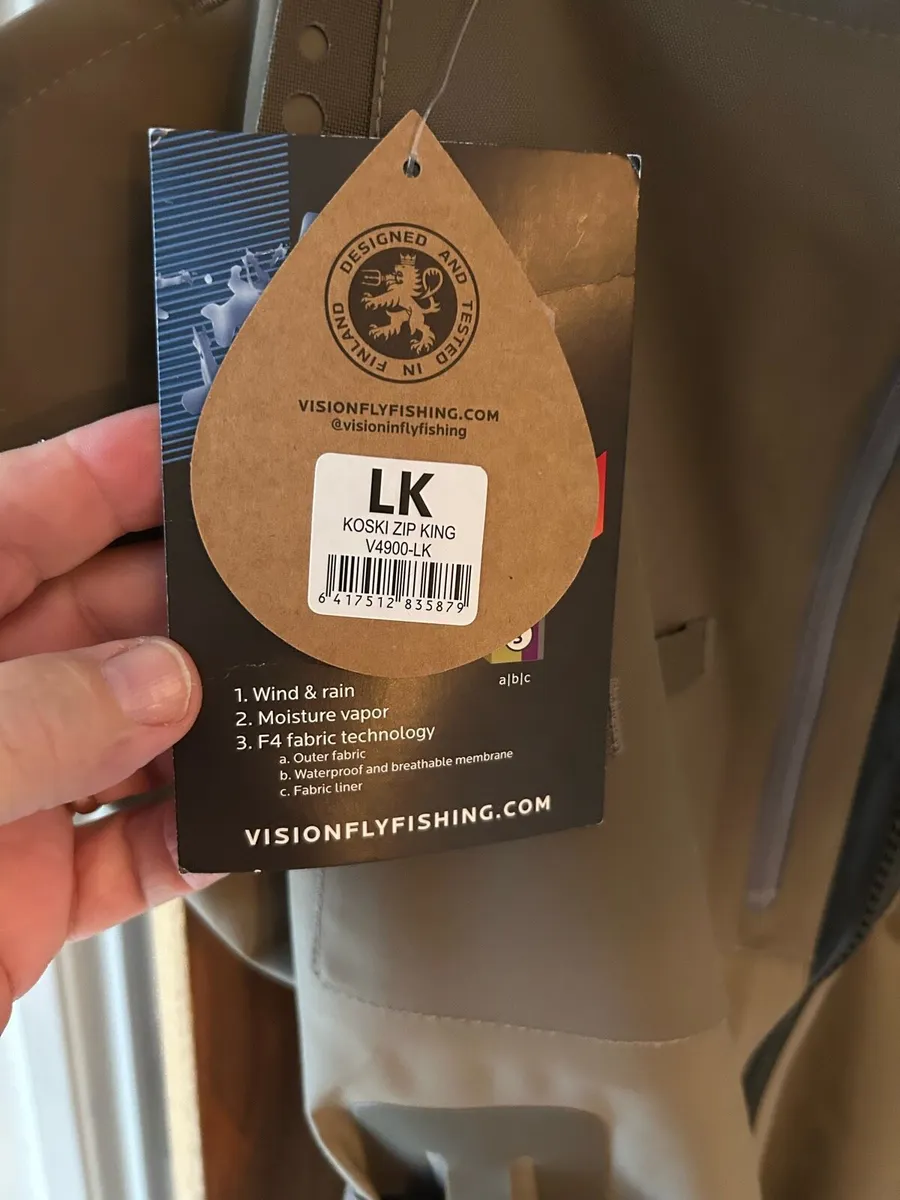 DESIGNED AND TESTED IN FINLAND
VISIONFLYFISHING.COM
@visioninflyfishing
LK
KOSKI ZIP KING
V4900-LK
6 417512 835879
3
a|b|c
1. Wind & rain
2. Moisture vapor
3. F4 fabric technology
a. Outer fabric
b. Waterproof and breathable membrane
c. Fabric liner
VISIONFLYFISHING.COM